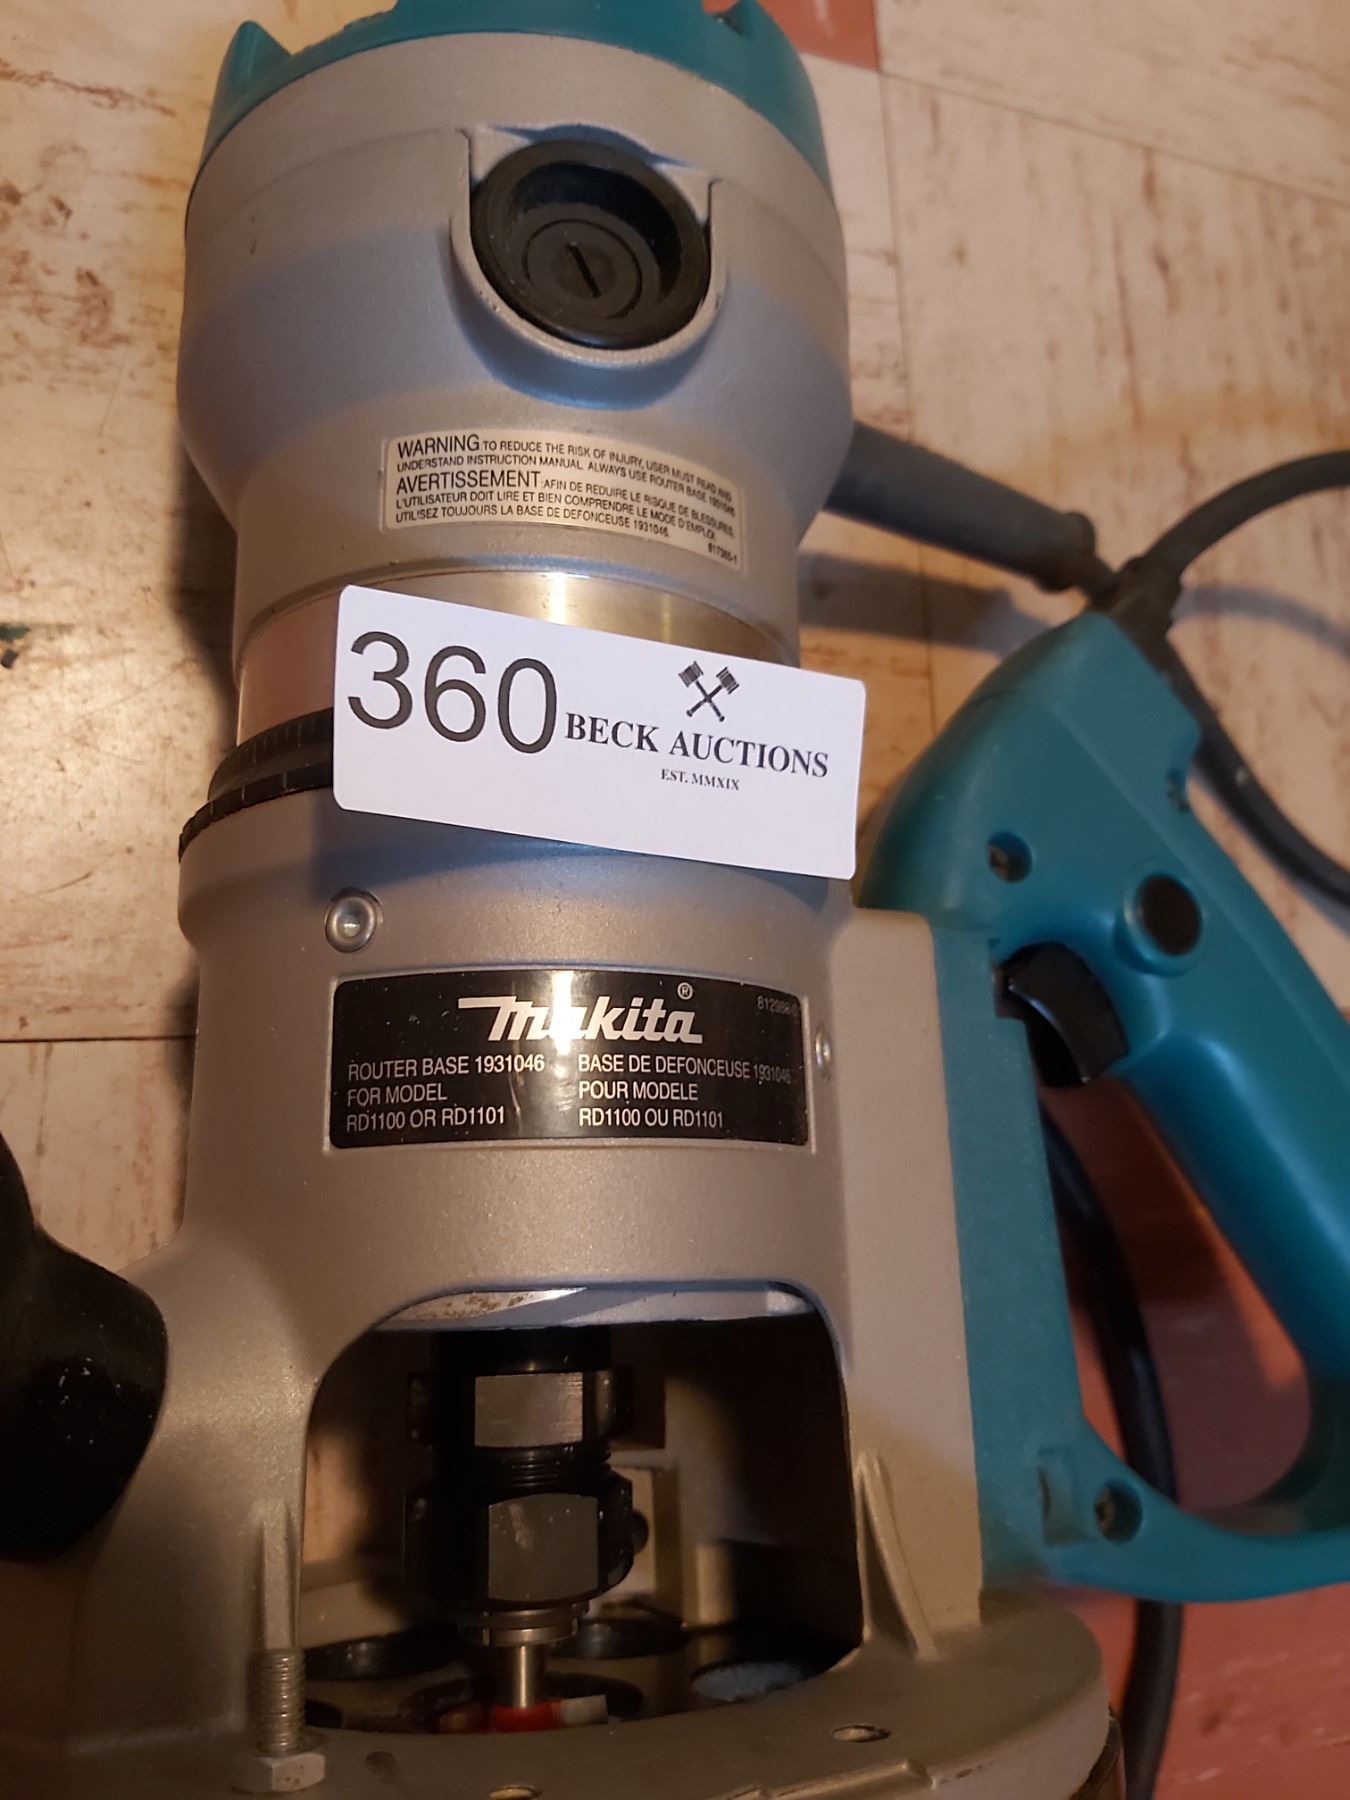 WARNING TO REDUCE THE RISK OF INJURY, USER MUST READ AND
UNDERSTAND INSTRUCTION MANUAL. ALWAYS USE ROUTER BASE 1931046
AVERTISSEMENT AFIN DE REDUIRE LE RISQUE DE BLESSURES,
L'UTILISATEUR DOIT LIRE ET BIEN COMPRENDRE LE MODE D'EMPLOI.
UTILISEZ TOUJOURS LA BASE DE DEFONCEUSE 1931046.
360
BECK AUCTIONS
EST. MMXIX
makita®
ROUTER BASE 1931046
FOR MODEL
RD1100 OR RD1101
BASE DE DEFONCEUSE 1931046
POUR MODELE
RD1100 OU RD1101